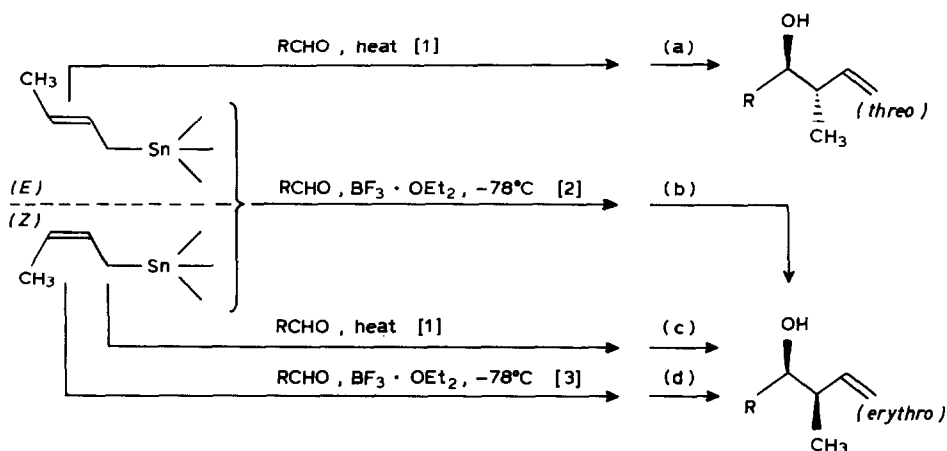 RCHO , heat [1] (a)
OH
R
CH₃
(threo)
CH₃
Sn
(E)
(Z)
RCHO , BF₃ · OEt₂ , −78°C [2] (b)
Sn
CH₃
RCHO , heat [1] (c)
RCHO , BF₃ · OEt₂ , −78°C [3] (d)
OH
R
CH₃
(erythro)